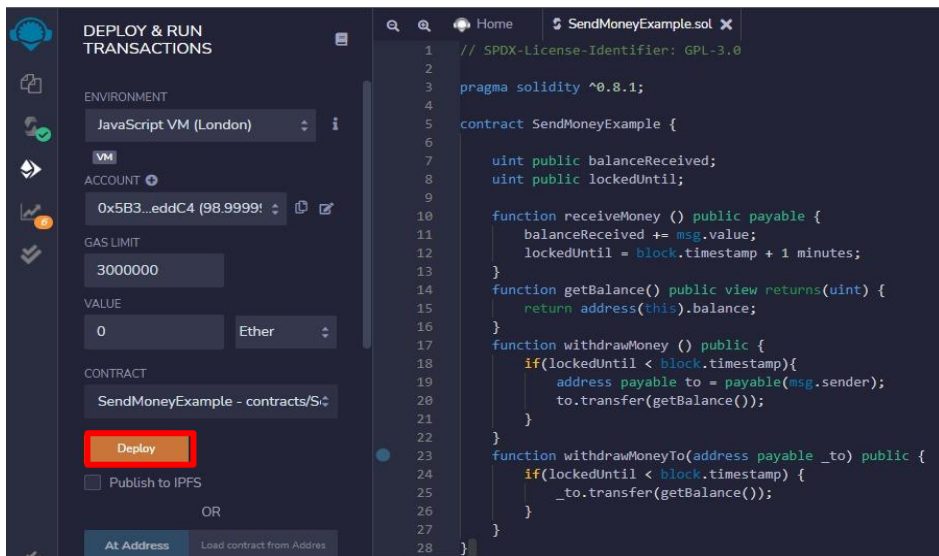 DEPLOY & RUN
TRANSACTIONS
ENVIRONMENT
JavaScript VM (London)
VM
ACCOUNT
0x5B3...eddC4 (98.9999!
GAS LIMIT
3000000
VALUE
0
Ether
CONTRACT
SendMoneyExample - contracts/S
Deploy
Publish to IPFS
OR
At Address
Load contract from Addres
6
Home
SendMoneyExample.sol
1 // SPDX-License-Identifier: GPL-3.0
2
3 pragma solidity ^0.8.1;
4
5 contract SendMoneyExample {
6
7     uint public balanceReceived;
8     uint public lockedUntil;
9
10     function receiveMoney () public payable {
11         balanceReceived += msg.value;
12         lockedUntil = block.timestamp + 1 minutes;
13     }
14     function getBalance() public view returns(uint) {
15         return address(this).balance;
16     }
17     function withdrawMoney () public {
18         if(lockedUntil < block.timestamp){
19             address payable to = payable(msg.sender);
20             to.transfer(getBalance());
21         }
22     }
23     function withdrawMoneyTo(address payable _to) public {
24         if(lockedUntil < block.timestamp) {
25             _to.transfer(getBalance());
26         }
27     }
28 }